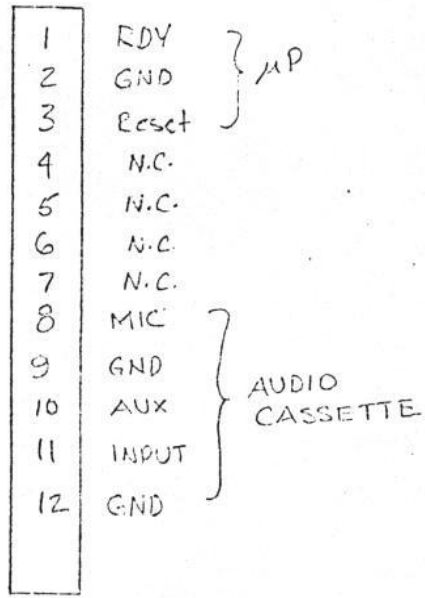 1 RDY
2 GND
3 Reset
μP
4 N.C.
5 N.C.
6 N.C.
7 N.C.
8 MIC
9 GND
10 AUX
11 INPUT
12 GND
AUDIO
CASSETTE